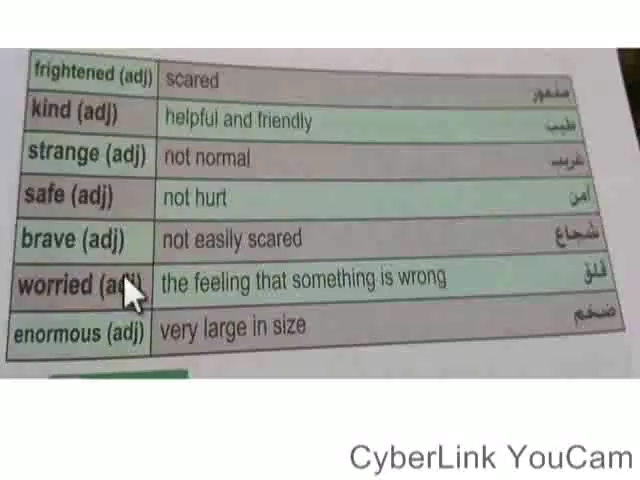 frightened (adj) scared مذعور
kind (adj) helpful and friendly طيب
strange (adj) not normal غريب
safe (adj) not hurt آمن
brave (adj) not easily scared شجاع
worried (adj) the feeling that something is wrong قلق
enormous (adj) very large in size ضخم
CyberLink YouCam